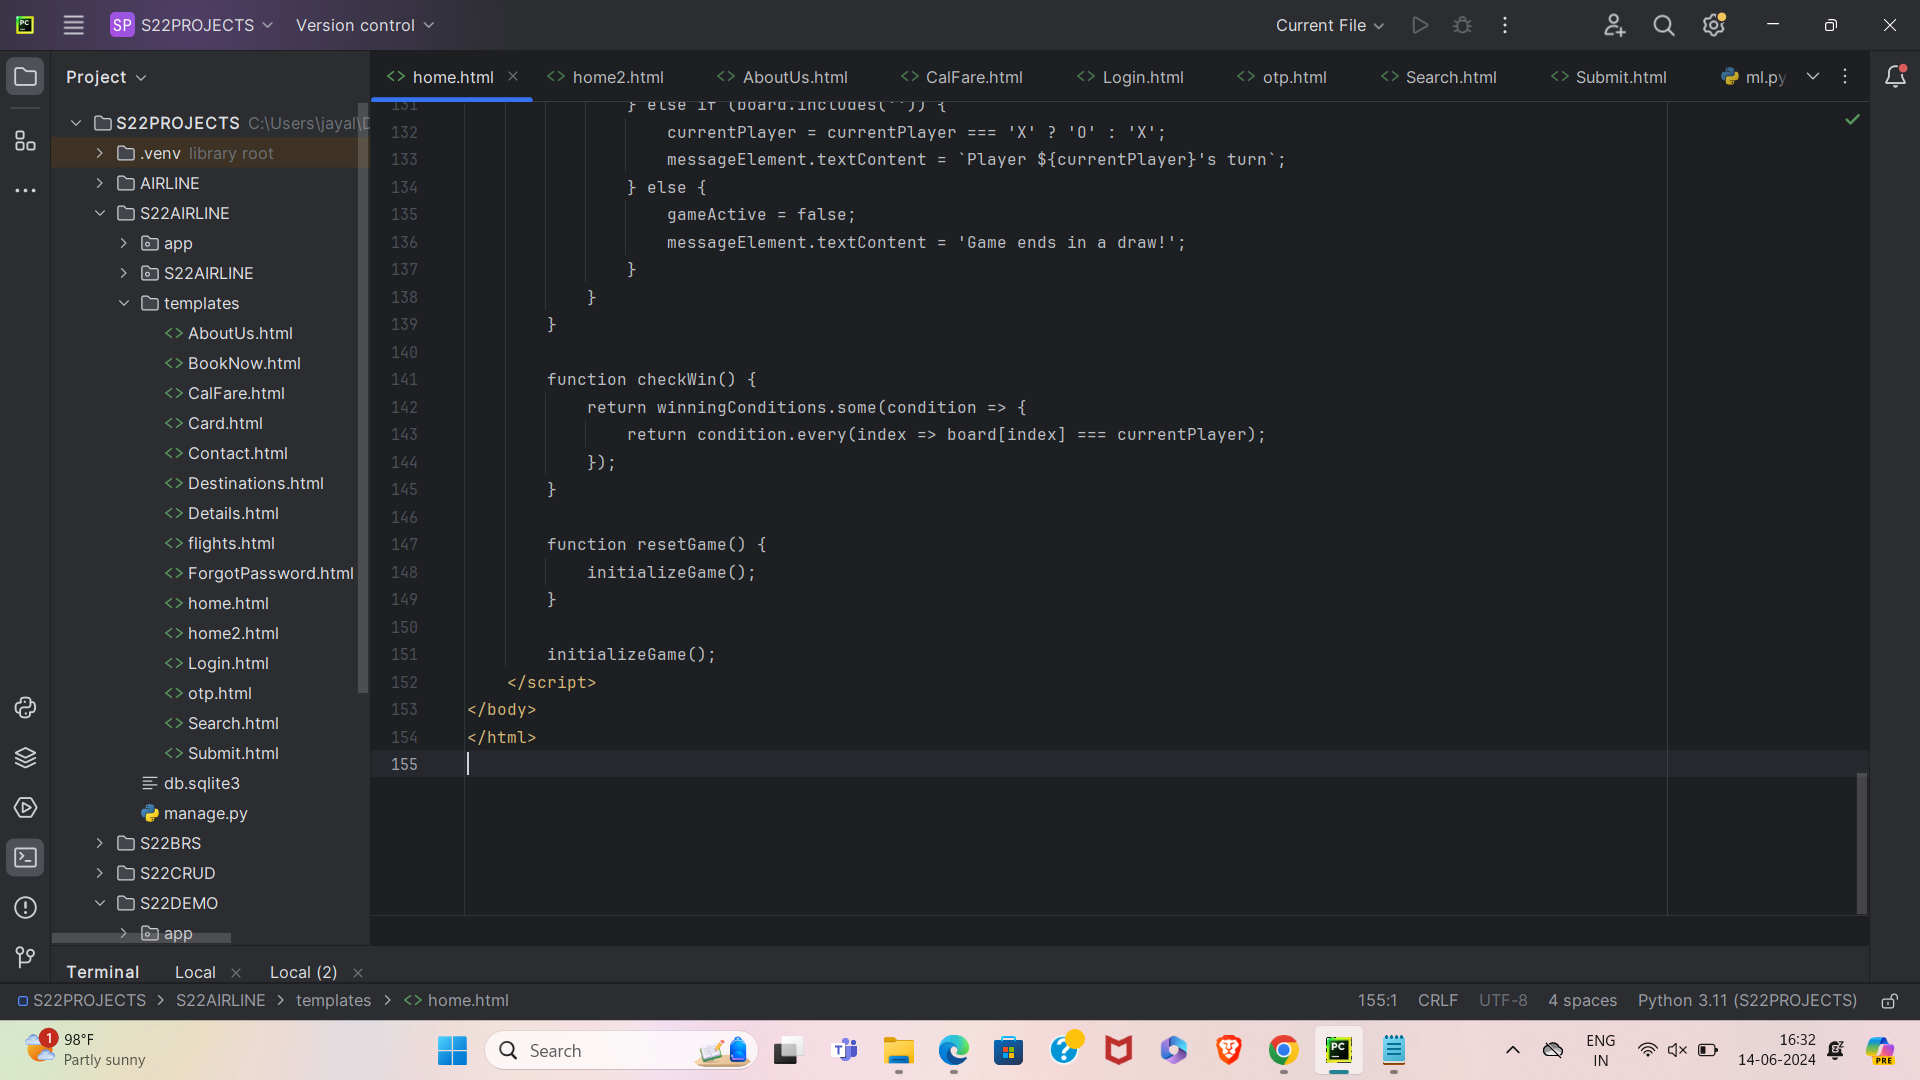 SP S22PROJECTS Version control Current File
Project home.html home2.html AboutUs.html CalFare.html Login.html otp.html Search.html Submit.html ml.py
S22PROJECTS C:\Users\jayal\D
.venv library root
AIRLINE
S22AIRLINE
app
S22AIRLINE
templates
AboutUs.html
BookNow.html
CalFare.html
Card.html
Contact.html
Destinations.html
Details.html
flights.html
ForgotPassword.html
home.html
home2.html
Login.html
otp.html
Search.html
Submit.html
db.sqlite3
manage.py
S22BRS
S22CRUD
S22DEMO
app
131 } else if (board.includes('')) {
132 currentPlayer = currentPlayer === 'X' ? 'O' : 'X';
133 messageElement.textContent = `Player ${currentPlayer}'s turn`;
134 } else {
135 gameActive = false;
136 messageElement.textContent = 'Game ends in a draw!';
137 }
138 }
139 }
140
141 function checkWin() {
142 return winningConditions.some(condition => {
143 return condition.every(index => board[index] === currentPlayer);
144 });
145 }
146
147 function resetGame() {
148 initializeGame();
149 }
150
151 initializeGame();
152 </script>
153 </body>
154 </html>
155
Terminal Local Local (2)
S22PROJECTS > S22AIRLINE > templates > home.html 155:1 CRLF UTF-8 4 spaces Python 3.11 (S22PROJECTS)
1 98°F
Partly sunny
Search
ENG
IN
16:32
14-06-2024
PRE